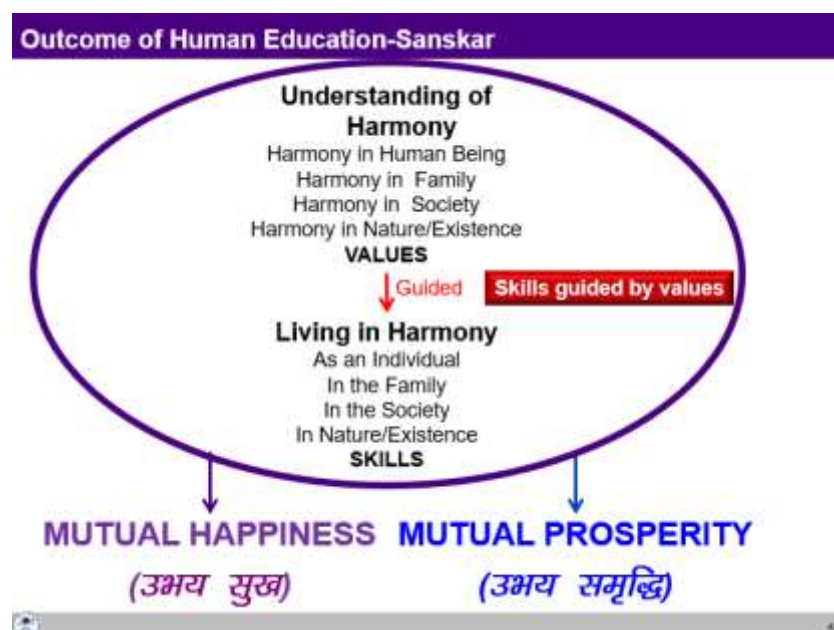 Outcome of Human Education-Sanskar
Understanding of
Harmony
Harmony in Human Being
Harmony in Family
Harmony in Society
Harmony in Nature/Existence
VALUES
Guided
Skills guided by values
Living in Harmony
As an Individual
In the Family
In the Society
In Nature/Existence
SKILLS
MUTUAL HAPPINESS MUTUAL PROSPERITY
(उभय सुख) (उभय समृद्धि)